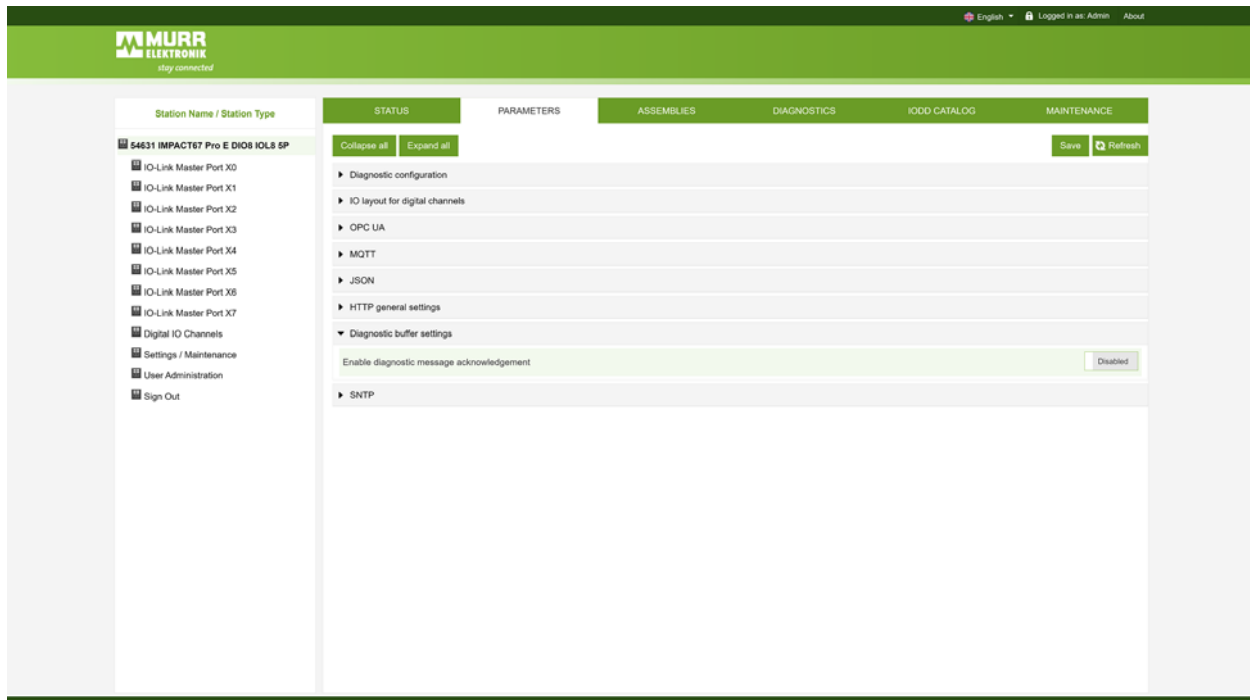 English
Logged in as: Admin
About
MURR
ELEKTRONIK
stay connected
Station Name / Station Type
54631 IMPACT67 Pro E DIO8 IOL8 5P
IO-Link Master Port X0
IO-Link Master Port X1
IO-Link Master Port X2
IO-Link Master Port X3
IO-Link Master Port X4
IO-Link Master Port X5
IO-Link Master Port X6
IO-Link Master Port X7
Digital IO Channels
Settings / Maintenance
User Administration
Sign Out
STATUS
PARAMETERS
ASSEMBLIES
DIAGNOSTICS
IODD CATALOG
MAINTENANCE
Collapse all
Expand all
Save
Refresh
Diagnostic configuration
IO layout for digital channels
OPC UA
MQTT
JSON
HTTP general settings
Diagnostic buffer settings
Enable diagnostic message acknowledgement
Disabled
SNTP